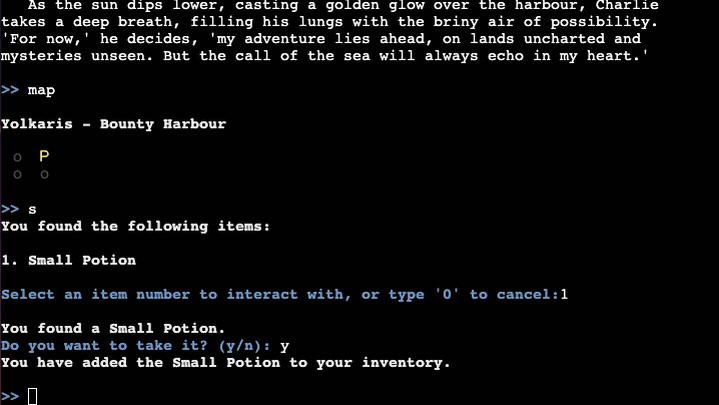 As the sun dips lower, casting a golden glow over the harbour, Charlie
takes a deep breath, filling his lungs with the briny air of possibility.
'For now,' he decides, 'my adventure lies ahead, on lands uncharted and
mysteries unseen. But the call of the sea will always echo in my heart.'
>> map
Yolkaris - Bounty Harbour
o P
o o
>> s
You found the following items:
1. Small Potion
Select an item number to interact with, or type '0' to cancel:1
You found a Small Potion.
Do you want to take it? (y/n): y
You have added the Small Potion to your inventory.
>>